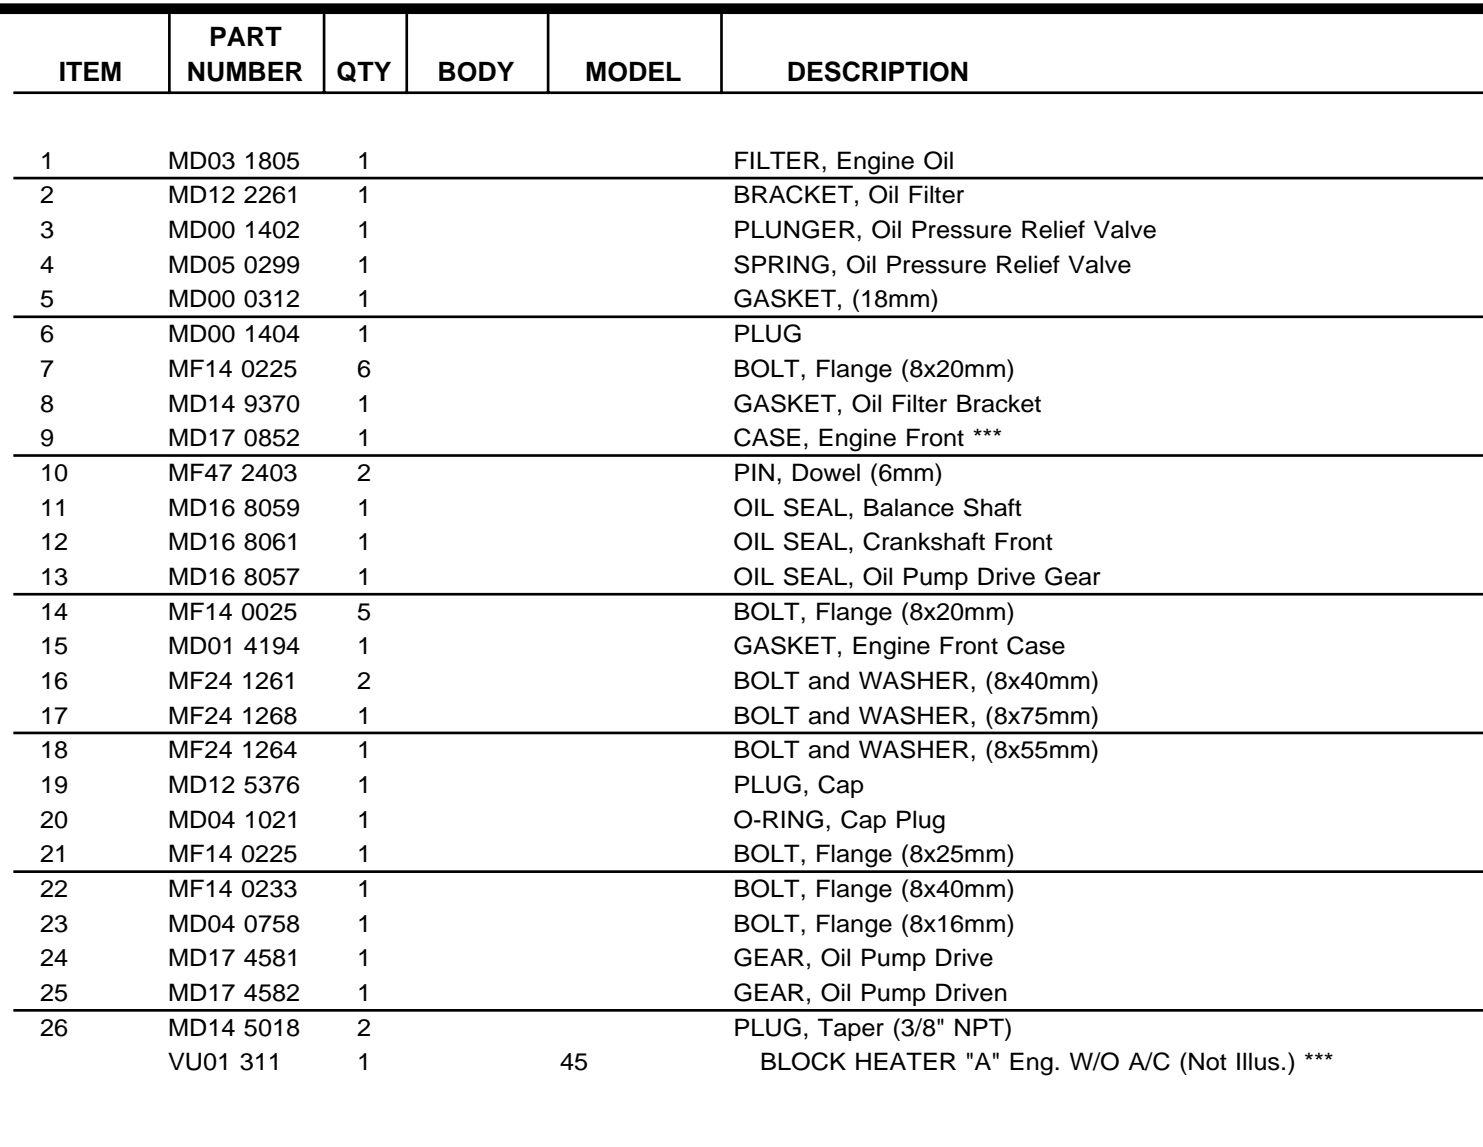 ITEM PART NUMBER QTY BODY MODEL DESCRIPTION
1 MD03 1805 1 FILTER, Engine Oil
2 MD12 2261 1 BRACKET, Oil Filter
3 MD00 1402 1 PLUNGER, Oil Pressure Relief Valve
4 MD05 0299 1 SPRING, Oil Pressure Relief Valve
5 MD00 0312 1 GASKET, (18mm)
6 MD00 1404 1 PLUG
7 MF14 0225 6 BOLT, Flange (8x20mm)
8 MD14 9370 1 GASKET, Oil Filter Bracket
9 MD17 0852 1 CASE, Engine Front ***
10 MF47 2403 2 PIN, Dowel (6mm)
11 MD16 8059 1 OIL SEAL, Balance Shaft
12 MD16 8061 1 OIL SEAL, Crankshaft Front
13 MD16 8057 1 OIL SEAL, Oil Pump Drive Gear
14 MF14 0025 5 BOLT, Flange (8x20mm)
15 MD01 4194 1 GASKET, Engine Front Case
16 MF24 1261 2 BOLT and WASHER, (8x40mm)
17 MF24 1268 1 BOLT and WASHER, (8x75mm)
18 MF24 1264 1 BOLT and WASHER, (8x55mm)
19 MD12 5376 1 PLUG, Cap
20 MD04 1021 1 O-RING, Cap Plug
21 MF14 0225 1 BOLT, Flange (8x25mm)
22 MF14 0233 1 BOLT, Flange (8x40mm)
23 MD04 0758 1 BOLT, Flange (8x16mm)
24 MD17 4581 1 GEAR, Oil Pump Drive
25 MD17 4582 1 GEAR, Oil Pump Driven
26 MD14 5018 2 PLUG, Taper (3/8" NPT)
VU01 311 1 45 BLOCK HEATER "A" Eng. W/O A/C (Not Illus.) ***